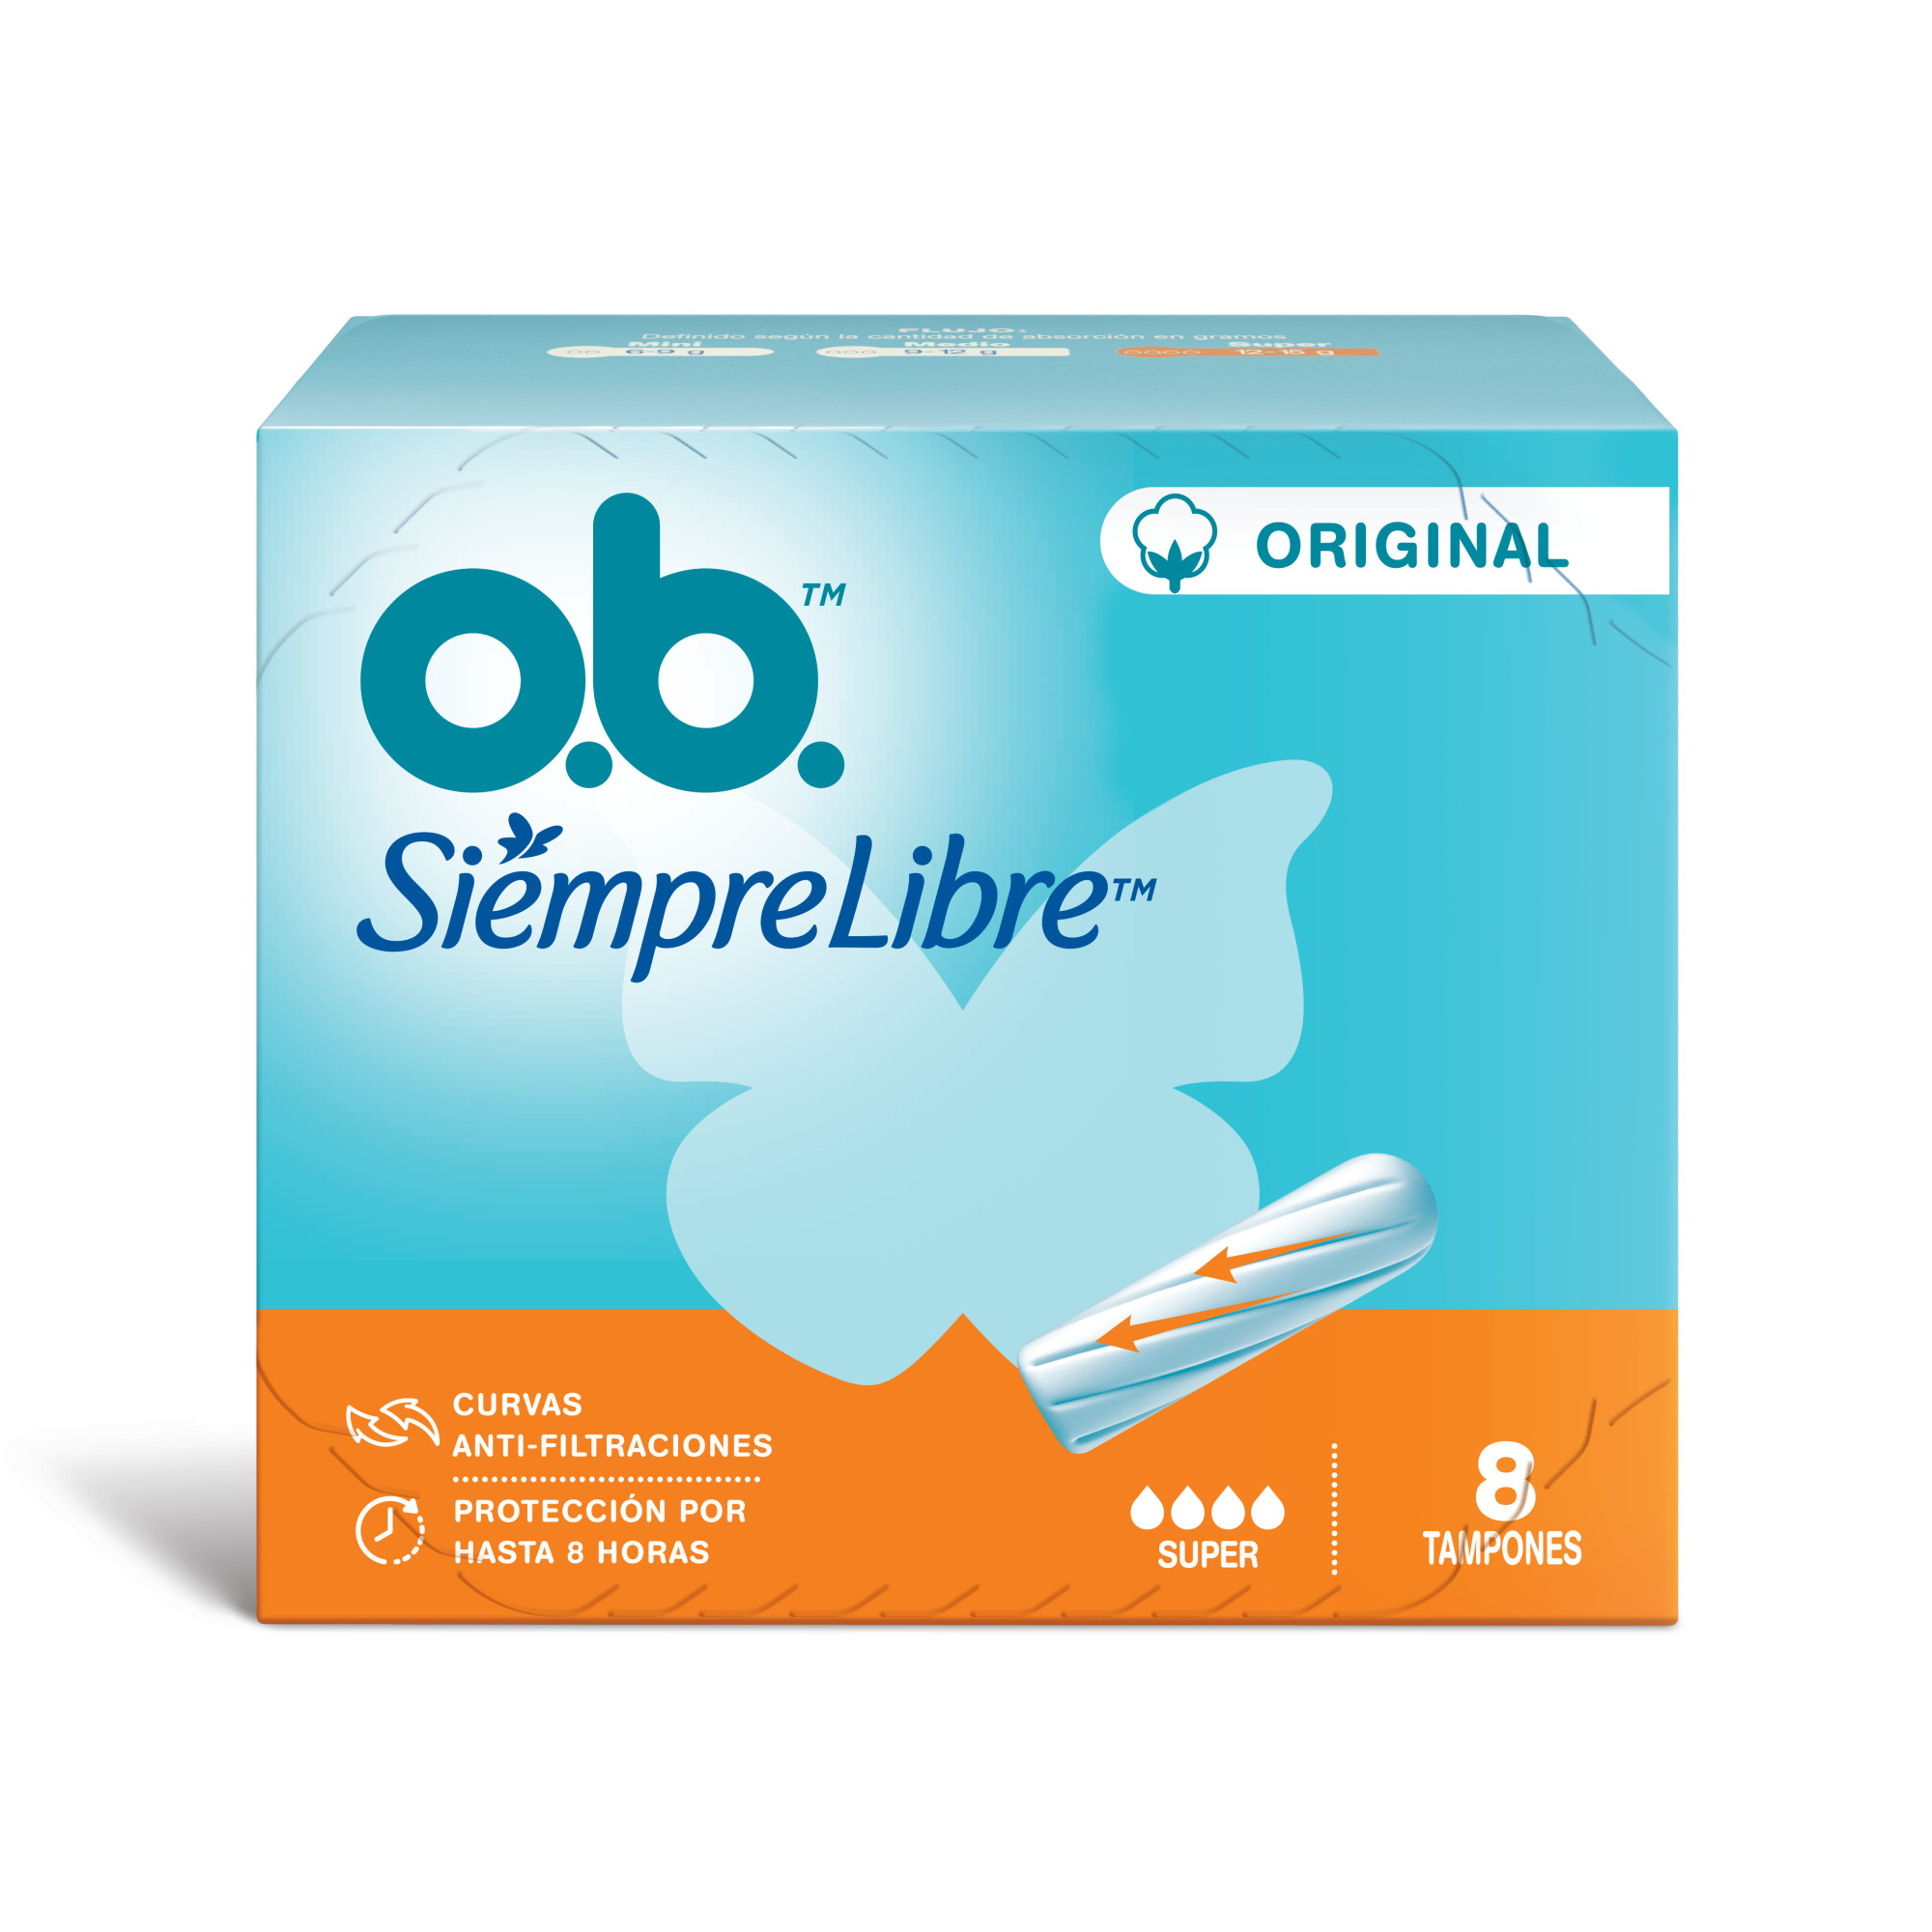 FLUJO:
Definido según la cantidad de absorción en gramos
Mini Medio Super
6-9 g 9-12 g 12-15 g
ORIGINAL
o.b.™
SiempreLibre™
CURVAS
ANTI-FILTRACIONES
PROTECCIÓN POR
HASTA 8 HORAS
SUPER
8
TAMPONES